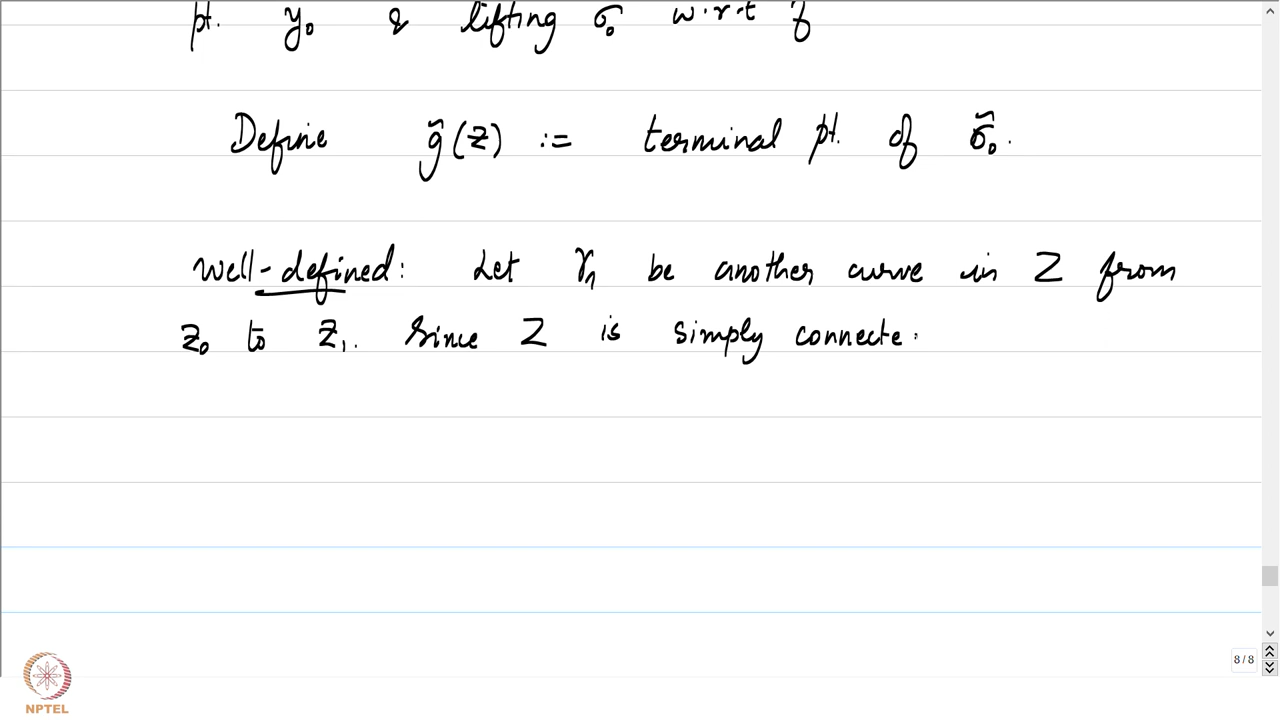 pt. y₀ & lifting σ₀ w.r.t f
Define g̃(z) := terminal pt. of σ̃₀.
Well-defined: Let γ₁ be another curve in Z from
z₀ to z₁. Since Z is simply connecte
8 / 8
NPTEL